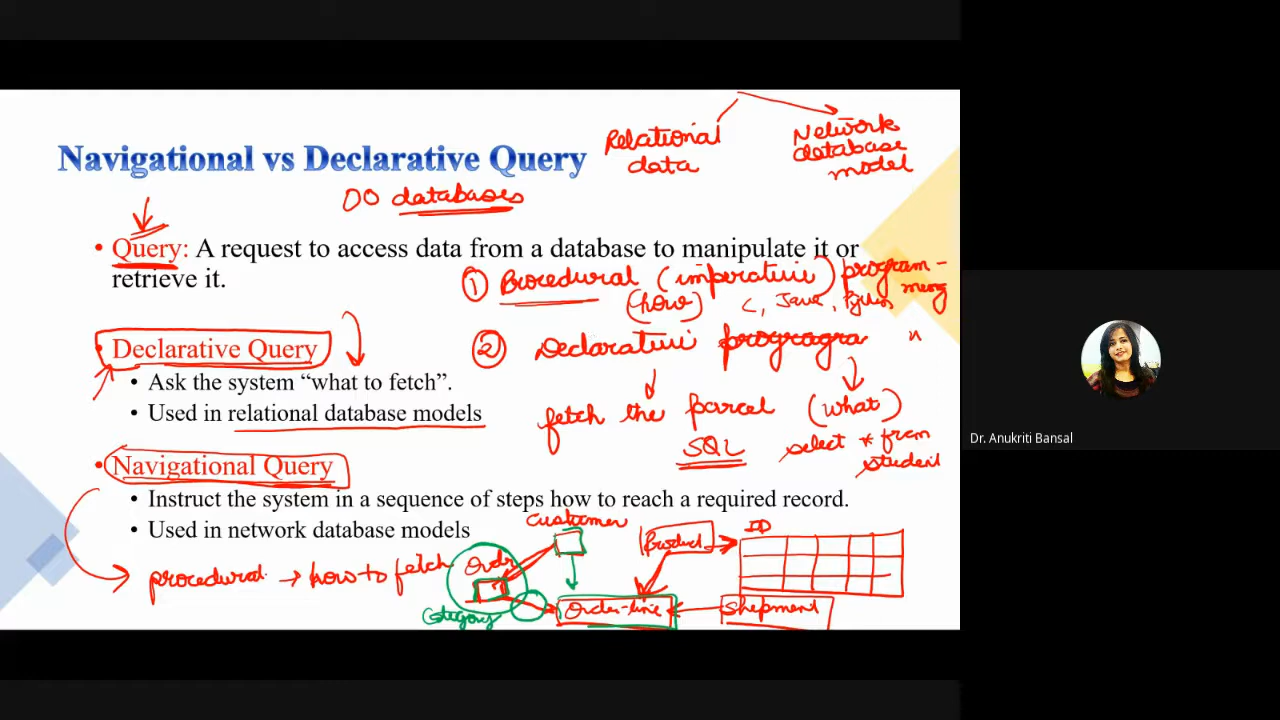 Relational
data
Network
database
model
Navigational vs Declarative Query
OO databases
• Query: A request to access data from a database to manipulate it or
retrieve it.
① Procedural (imperative) program-
ming
(how) C, Java, Python
• Declarative Query
② Declarative
• Ask the system “what to fetch”.
• Used in relational database models
fetch the parcel (what)
SQL select * from
student
• Navigational Query
• Instruct the system in a sequence of steps how to reach a required record.
• Used in network database models
procedural → how to fetch
Customer
Order
Product
ID
Category
Order-line
Shipment
Dr. Anukriti Bansal